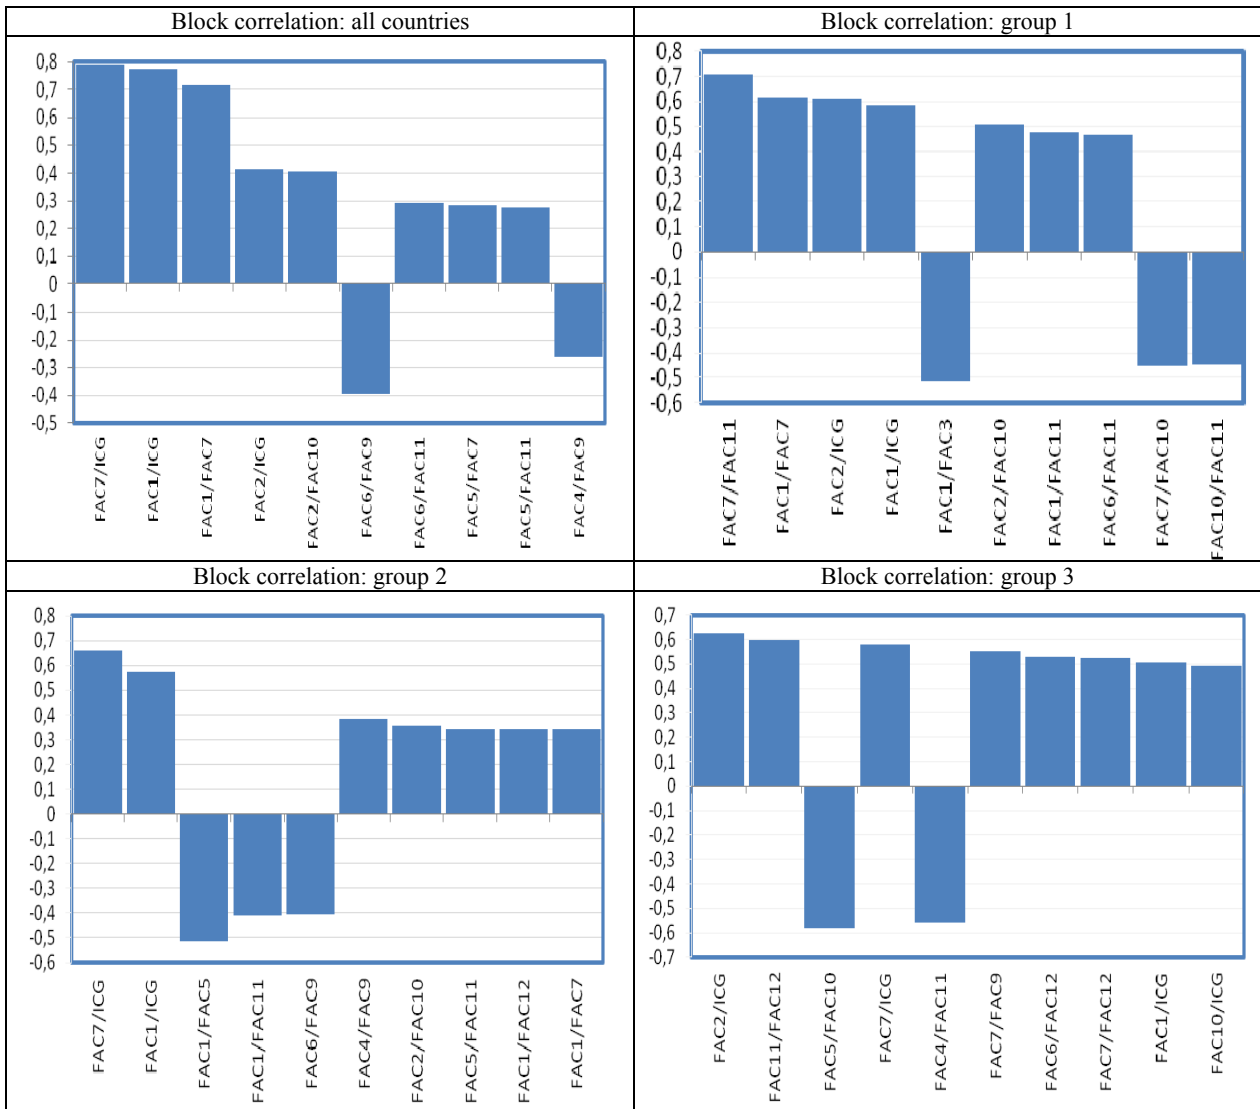 Block correlation: all countries
Block correlation: group 1
0,8
0,7
0,6
0,5
0,4
0,3
0,2
0,1
0
-0,1
-0,2
-0,3
-0,4
-0,5
FAC7/ICG
FAC1/ICG
FAC1/FAC7
FAC2/ICG
FAC2/FAC10
FAC6/FAC9
FAC6/FAC11
FAC5/FAC7
FAC5/FAC11
FAC4/FAC9
0,8
0,7
0,6
0,5
0,4
0,3
0,2
0,1
0
-0,1
-0,2
-0,3
-0,4
-0,5
-0,6
FAC7/FAC11
FAC1/FAC7
FAC2/ICG
FAC1/ICG
FAC1/FAC3
FAC2/FAC10
FAC1/FAC11
FAC6/FAC11
FAC7/FAC10
FAC10/FAC11
Block correlation: group 2
Block correlation: group 3
0,8
0,7
0,6
0,5
0,4
0,3
0,2
0,1
0
-0,1
-0,2
-0,3
-0,4
-0,5
-0,6
FAC7/ICG
FAC1/ICG
FAC1/FAC5
FAC1/FAC11
FAC6/FAC9
FAC4/FAC9
FAC2/FAC10
FAC5/FAC11
FAC1/FAC12
FAC1/FAC7
0,7
0,6
0,5
0,4
0,3
0,2
0,1
0
-0,1
-0,2
-0,3
-0,4
-0,5
-0,6
-0,7
FAC2/ICG
FAC11/FAC12
FAC5/FAC10
FAC7/ICG
FAC4/FAC11
FAC7/FAC9
FAC6/FAC12
FAC7/FAC12
FAC1/ICG
FAC10/ICG